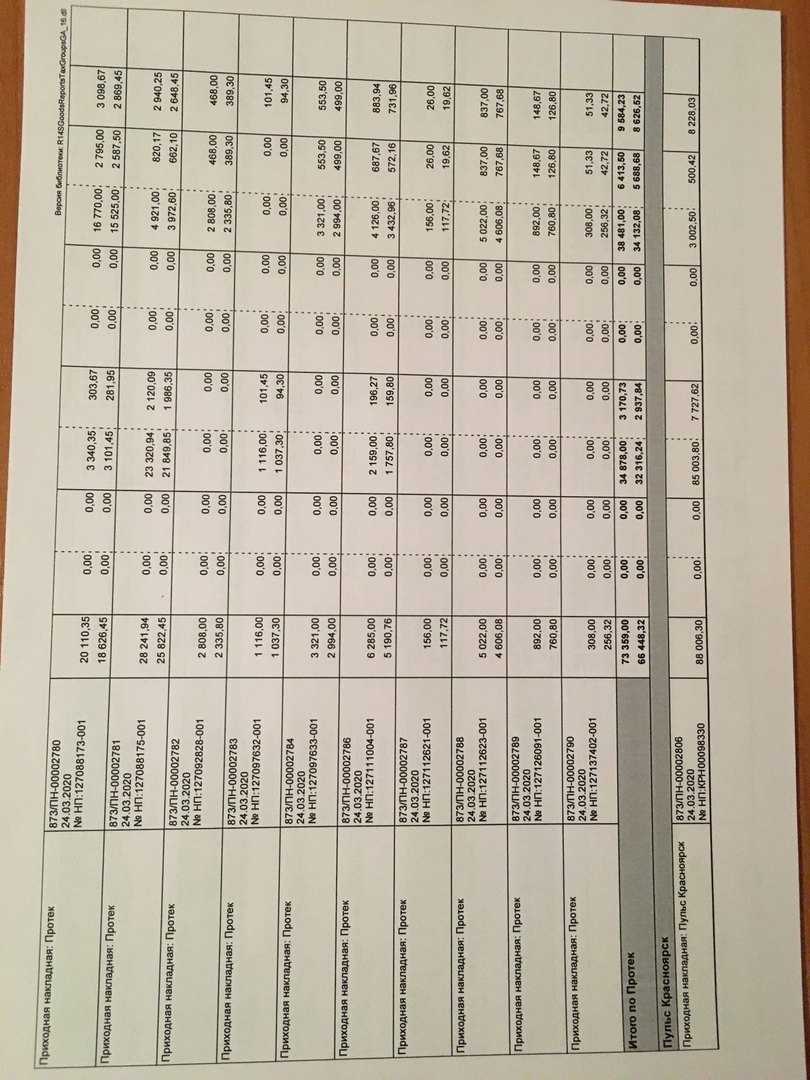 Версия библиотеки: R14SGoodsReportsTaxGroupsGA_16.dll
Приходная накладная: Протек 873/ПН-00002780 20 110,35 0,00 0,00 3 340,35 303,67 0,00 0,00 16 770,00 2 795,00 3 098,67
24.03.2020 18 626,45 0,00 0,00 3 101,45 281,95 0,00 0,00 15 525,00 2 587,50 2 869,45
№ НП:127088173-001
Приходная накладная: Протек 873/ПН-00002781 28 241,94 0,00 0,00 23 320,94 2 120,09 0,00 0,00 4 921,00 820,17 2 940,25
24.03.2020 25 822,45 0,00 0,00 21 849,85 1 986,35 0,00 0,00 3 972,60 662,10 2 648,45
№ НП:127088175-001
Приходная накладная: Протек 873/ПН-00002782 2 808,00 0,00 0,00 0,00 0,00 0,00 0,00 2 808,00 468,00 468,00
24.03.2020 2 335,80 0,00 0,00 0,00 0,00 0,00 0,00 2 335,80 389,30 389,30
№ НП:127092828-001
Приходная накладная: Протек 873/ПН-00002783 1 116,00 0,00 0,00 1 116,00 101,45 0,00 0,00 0,00 0,00 101,45
24.03.2020 1 037,30 0,00 0,00 1 037,30 94,30 0,00 0,00 0,00 0,00 94,30
№ НП:127097632-001
Приходная накладная: Протек 873/ПН-00002784 3 321,00 0,00 0,00 0,00 0,00 0,00 0,00 3 321,00 553,50 553,50
24.03.2020 2 994,00 0,00 0,00 0,00 0,00 0,00 0,00 2 994,00 499,00 499,00
№ НП:127097633-001
Приходная накладная: Протек 873/ПН-00002786 6 285,00 0,00 0,00 2 159,00 196,27 0,00 0,00 4 126,00 687,67 883,94
24.03.2020 5 190,76 0,00 0,00 1 757,80 159,80 0,00 0,00 3 432,96 572,16 731,96
№ НП:127111004-001
Приходная накладная: Протек 873/ПН-00002787 156,00 0,00 0,00 0,00 0,00 0,00 0,00 156,00 26,00 26,00
24.03.2020 117,72 0,00 0,00 0,00 0,00 0,00 0,00 117,72 19,62 19,62
№ НП:127112621-001
Приходная накладная: Протек 873/ПН-00002788 5 022,00 0,00 0,00 0,00 0,00 0,00 0,00 5 022,00 837,00 837,00
24.03.2020 4 606,08 0,00 0,00 0,00 0,00 0,00 0,00 4 606,08 767,68 767,68
№ НП:127112623-001
Приходная накладная: Протек 873/ПН-00002789 892,00 0,00 0,00 0,00 0,00 0,00 0,00 892,00 148,67 148,67
24.03.2020 760,80 0,00 0,00 0,00 0,00 0,00 0,00 760,80 126,80 126,80
№ НП:127126091-001
Приходная накладная: Протек 873/ПН-00002790 308,00 0,00 0,00 0,00 0,00 0,00 0,00 308,00 51,33 51,33
24.03.2020 256,32 0,00 0,00 0,00 0,00 0,00 0,00 256,32 42,72 42,72
№ НП:127137402-001
Итого по Протек 73 359,00 0,00 0,00 34 878,00 3 170,73 0,00 0,00 38 481,00 6 413,50 9 584,23
66 448,32 0,00 0,00 32 316,24 2 937,84 0,00 0,00 34 132,08 5 688,68 8 626,52
Пульс Красноярск
Приходная накладная: Пульс Красноярск 873/ПН-00002806 88 006,30 0,00 0,00 85 003,80 7 727,62 0,00 0,00 3 002,50 500,42 8 228,03
24.03.2020
№ НП:КРН00098330